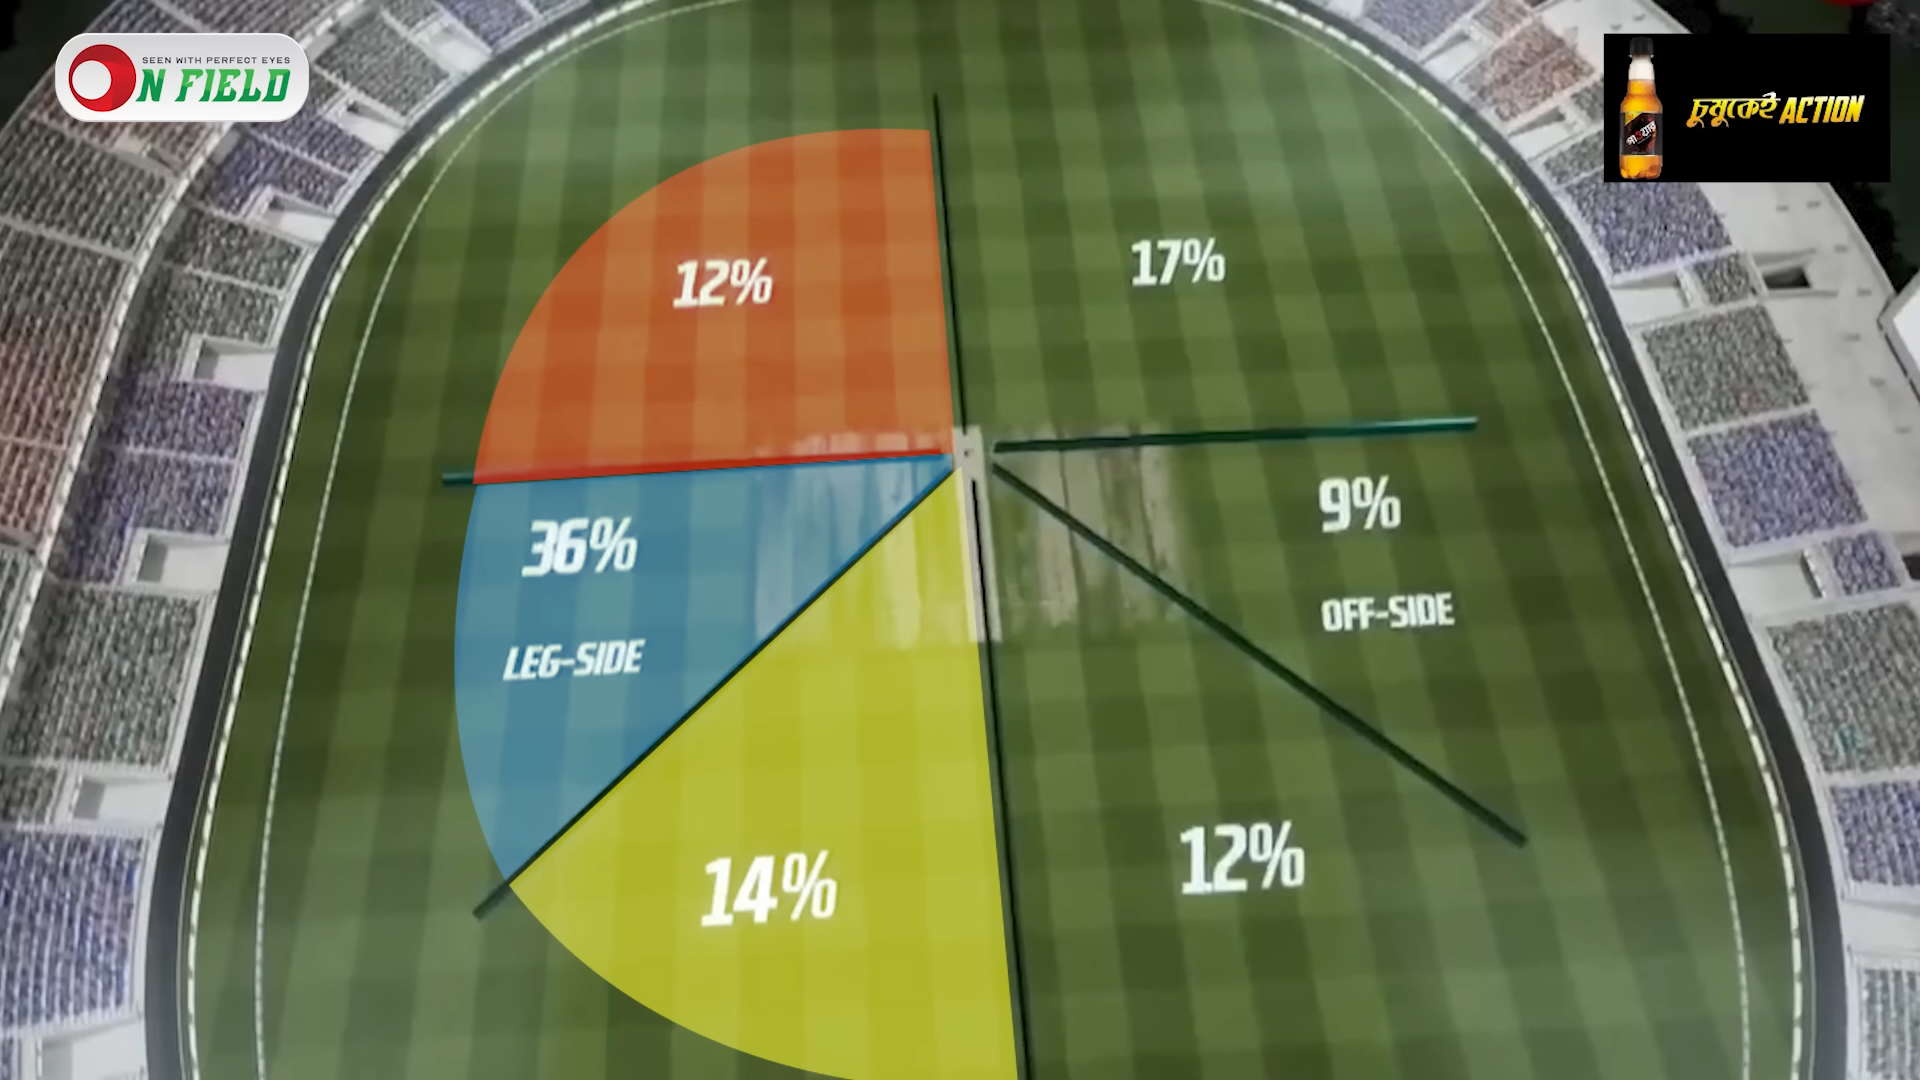 SEEN WITH PERFECT EYES
ON FIELD
চুমুকেই ACTION
12%
17%
36%
9%
LEG-SIDE
OFF-SIDE
14%
12%